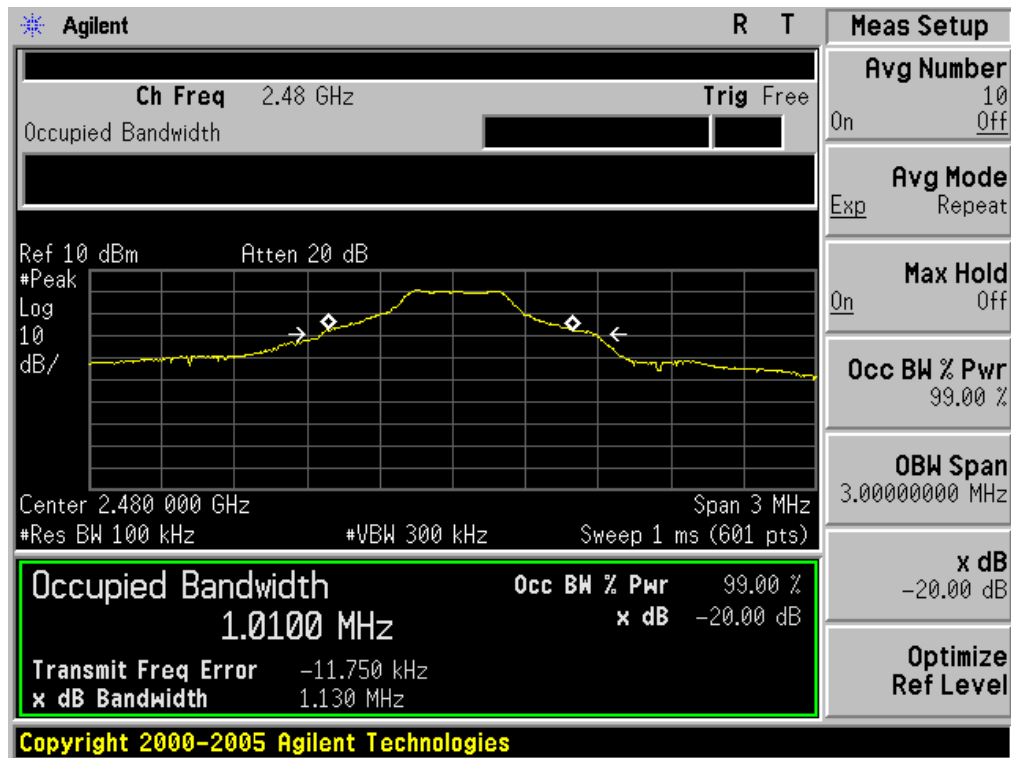 Agilent R T
Ch Freq 2.48 GHz Trig Free
Occupied Bandwidth
Ref 10 dBm Atten 20 dB
#Peak
Log
10
dB/
Center 2.480 000 GHz Span 3 MHz
#Res BW 100 kHz #VBW 300 kHz Sweep 1 ms (601 pts)
Occupied Bandwidth
1.0100 MHz
Occ BW % Pwr 99.00 %
x dB -20.00 dB
Transmit Freq Error -11.750 kHz
x dB Bandwidth 1.130 MHz
Meas Setup
Avg Number
10
On Off
Avg Mode
Exp Repeat
Max Hold
On Off
Occ BW % Pwr
99.00 %
OBW Span
3.00000000 MHz
x dB
-20.00 dB
Optimize
Ref Level
Copyright 2000-2005 Agilent Technologies